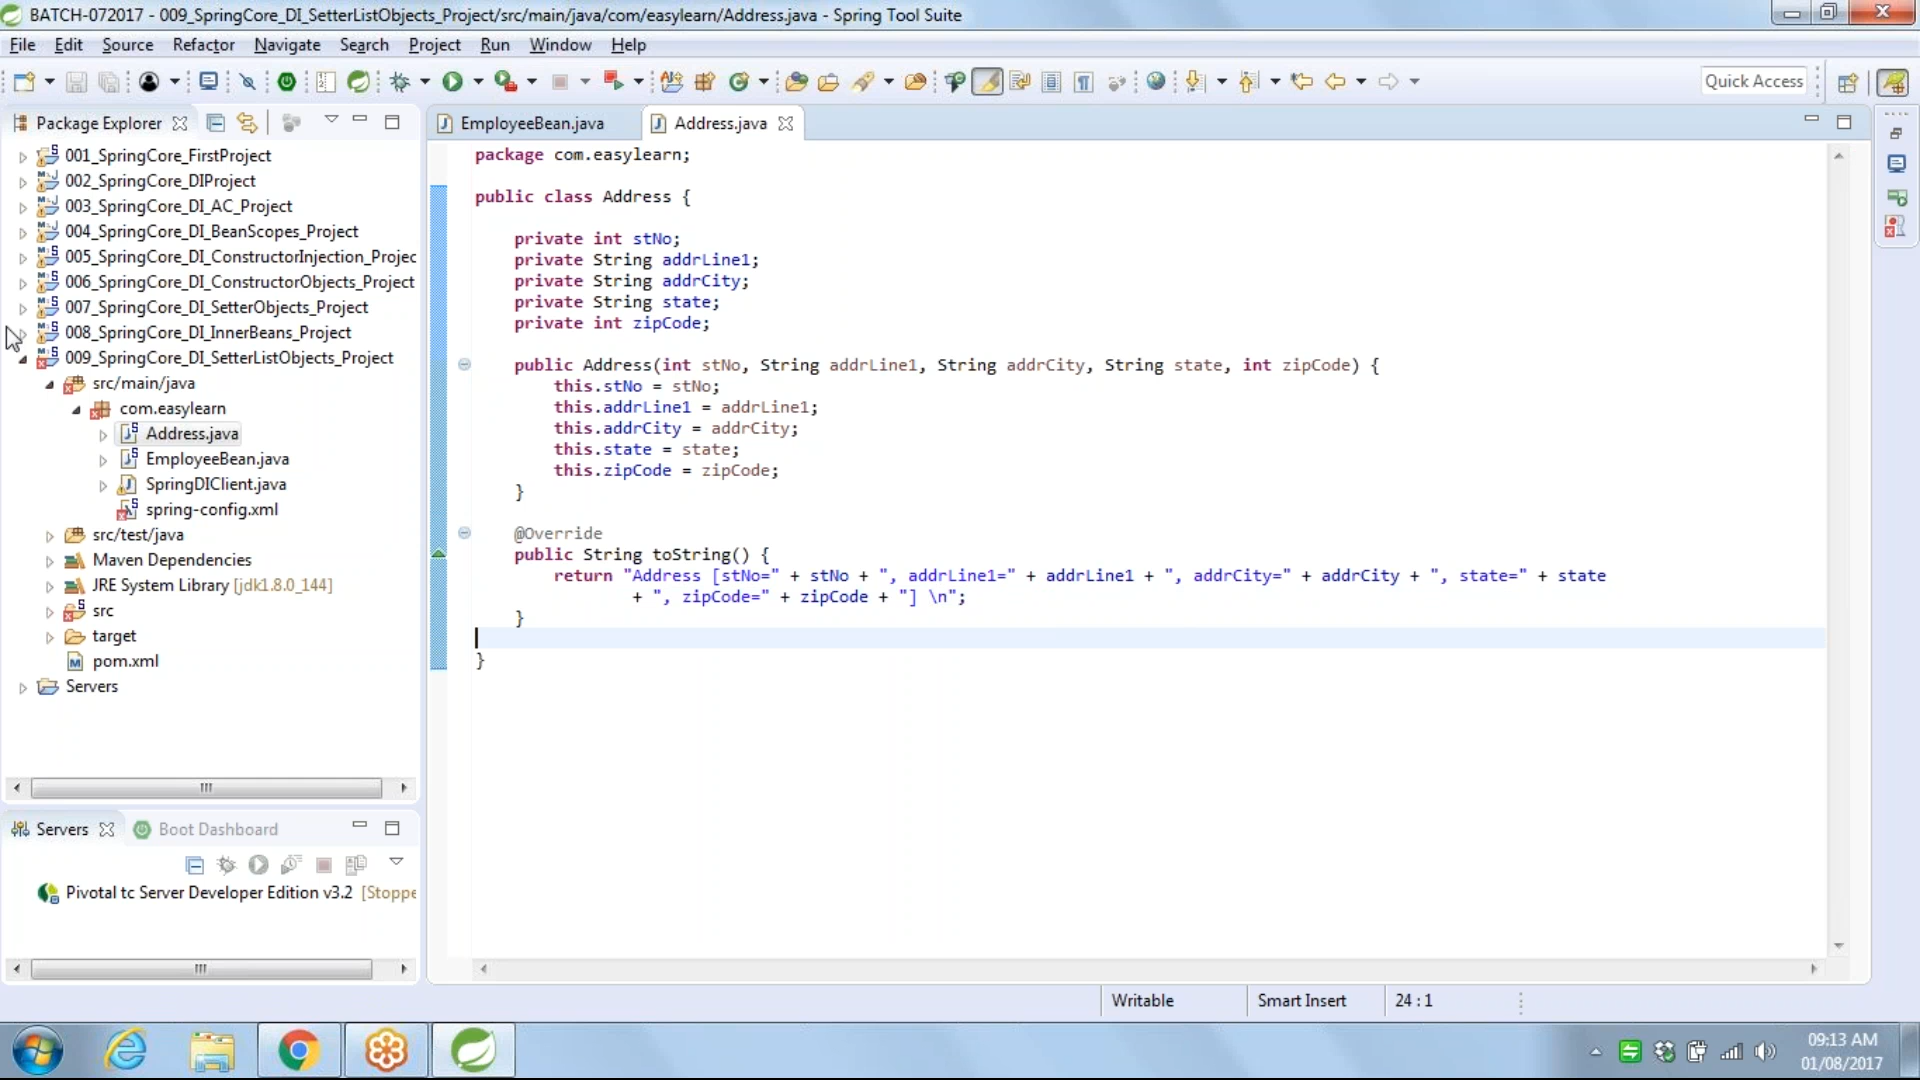 BATCH-072017 - 009_SpringCore_DI_SetterListObjects_Project/src/main/java/com/easylearn/Address.java - Spring Tool Suite
File Edit Source Refactor Navigate Search Project Run Window Help
Quick Access
Package Explorer
001_SpringCore_FirstProject
002_SpringCore_DIProject
003_SpringCore_DI_AC_Project
004_SpringCore_DI_BeanScopes_Project
005_SpringCore_DI_ConstructorInjection_Projec
006_SpringCore_DI_ConstructorObjects_Project
007_SpringCore_DI_SetterObjects_Project
008_SpringCore_DI_InnerBeans_Project
009_SpringCore_DI_SetterListObjects_Project
src/main/java
com.easylearn
Address.java
EmployeeBean.java
SpringDIClient.java
spring-config.xml
src/test/java
Maven Dependencies
JRE System Library [jdk1.8.0_144]
src
target
pom.xml
Servers
Servers Boot Dashboard
Pivotal tc Server Developer Edition v3.2 [Stoppe
EmployeeBean.java Address.java
package com.easylearn;
public class Address {
private int stNo;
private String addrLine1;
private String addrCity;
private String state;
private int zipCode;
public Address(int stNo, String addrLine1, String addrCity, String state, int zipCode) {
this.stNo = stNo;
this.addrLine1 = addrLine1;
this.addrCity = addrCity;
this.state = state;
this.zipCode = zipCode;
}
@Override
public String toString() {
return "Address [stNo=" + stNo + ", addrLine1=" + addrLine1 + ", addrCity=" + addrCity + ", state=" + state
+ ", zipCode=" + zipCode + "] \n";
}
}
Writable Smart Insert 24 : 1
09:13 AM
01/08/2017